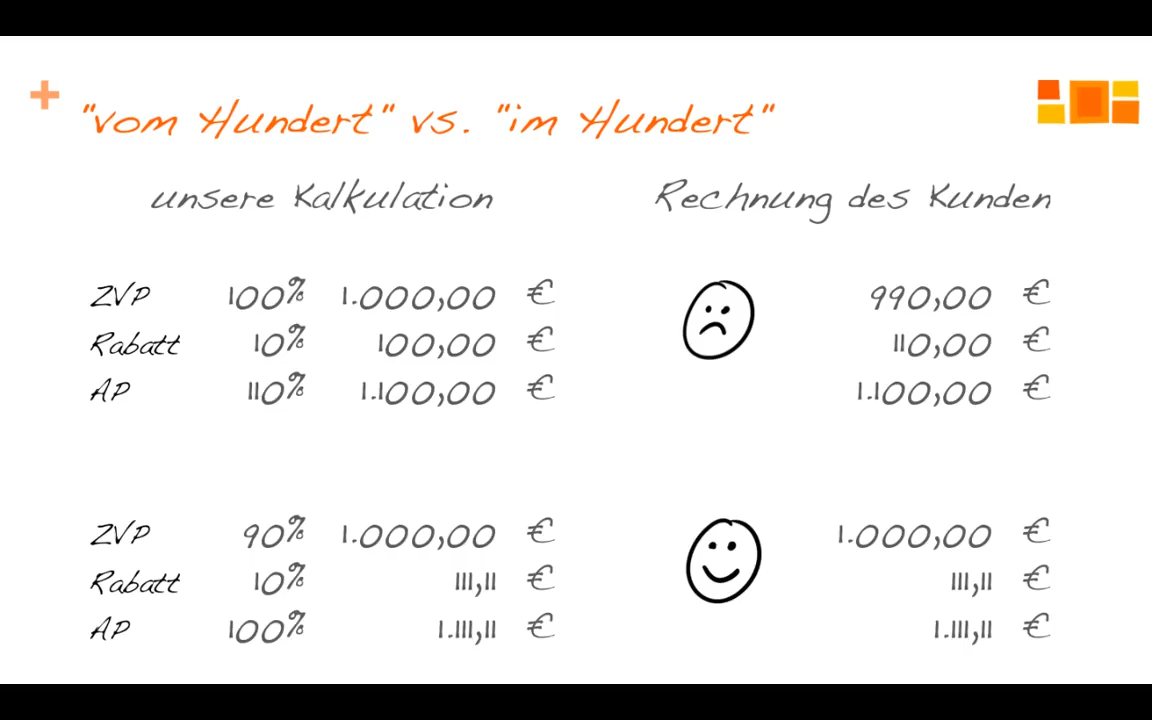 + "vom Hundert" vs. "im Hundert"
unsere Kalkulation Rechnung des Kunden
ZVP 100% 1.000,00 € 990,00 €
Rabatt 10% 100,00 € 110,00 €
AP 110% 1.100,00 € 1.100,00 €
ZVP 90% 1.000,00 € 1.000,00 €
Rabatt 10% 111,11 € 111,11 €
AP 100% 1.111,11 € 1.111,11 €